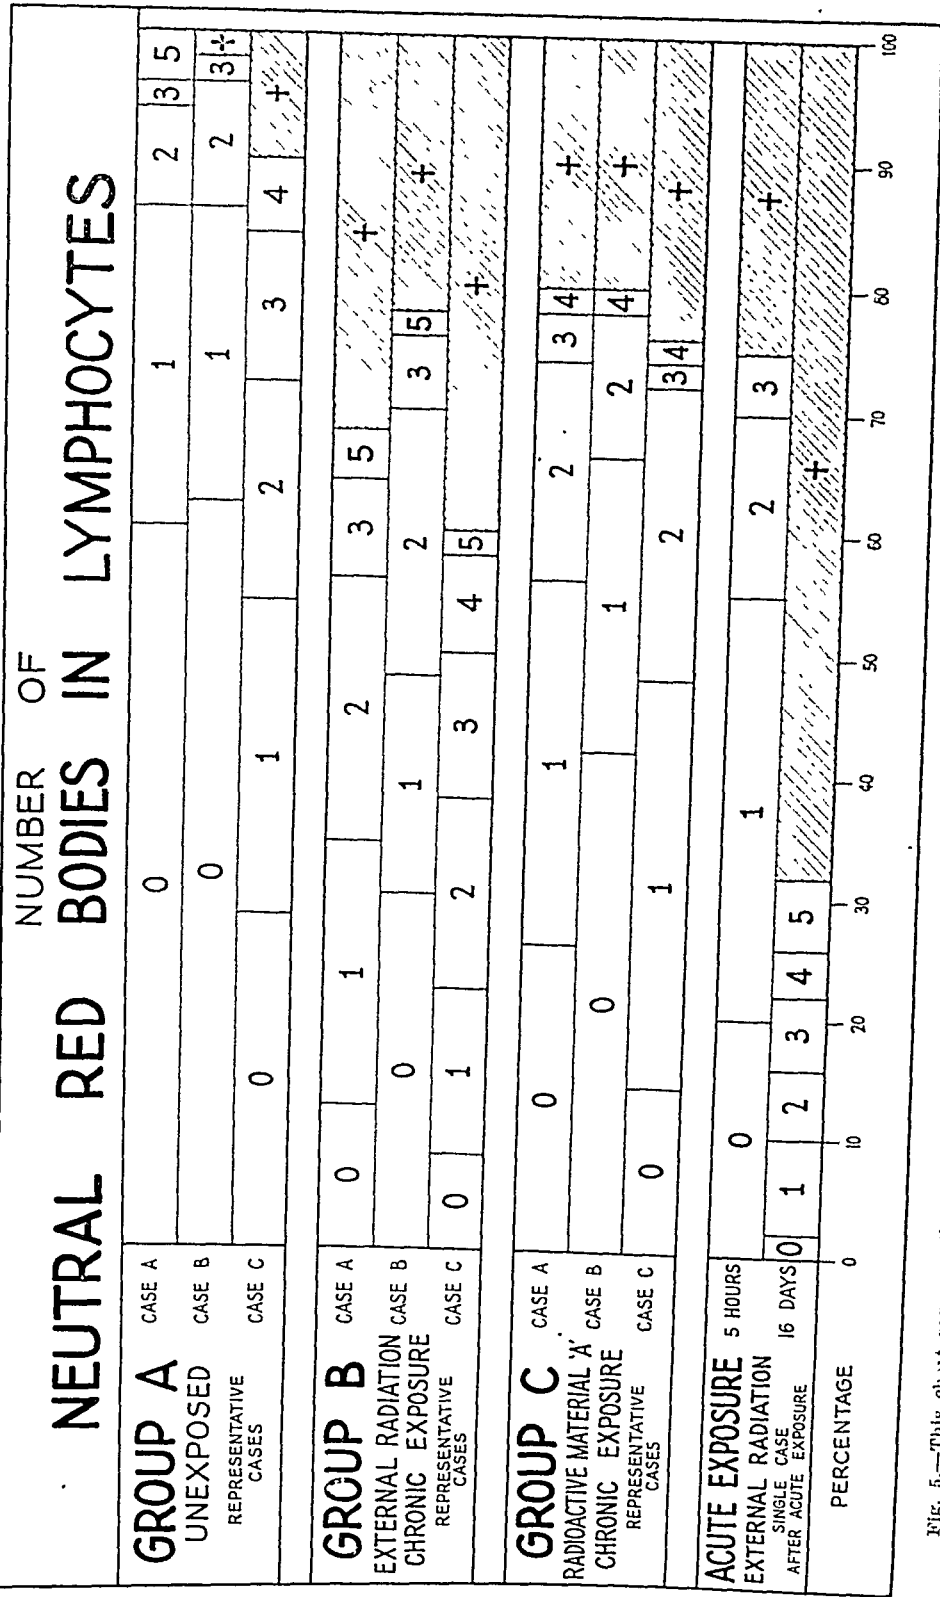 NUMBER OF
NEUTRAL RED BODIES IN LYMPHOCYTES
GROUP A
UNEXPOSED
REPRESENTATIVE
CASES
CASE A
0 1 2 3 5
CASE B
0 1 2 3 +
CASE C
0 1 2 3 4 +
GROUP B
EXTERNAL RADIATION
CHRONIC EXPOSURE
REPRESENTATIVE
CASES
CASE A
0 1 2 3 5 +
CASE B
0 1 2 3 5 +
CASE C
0 1 2 3 4 5 +
GROUP C
RADIOACTIVE MATERIAL 'A'
CHRONIC EXPOSURE
REPRESENTATIVE
CASES
CASE A
0 1 2 3 4 +
CASE B
0 1 2 4 +
CASE C
0 1 2 3 4 +
ACUTE EXPOSURE
EXTERNAL RADIATION
SINGLE CASE
AFTER ACUTE EXPOSURE
5 HOURS
0 1 2 3 +
16 DAYS
0 1 2 3 4 5 +
PERCENTAGE
0 10 20 30 40 50 60 70 80 90 100
Fig. 5.—This chart